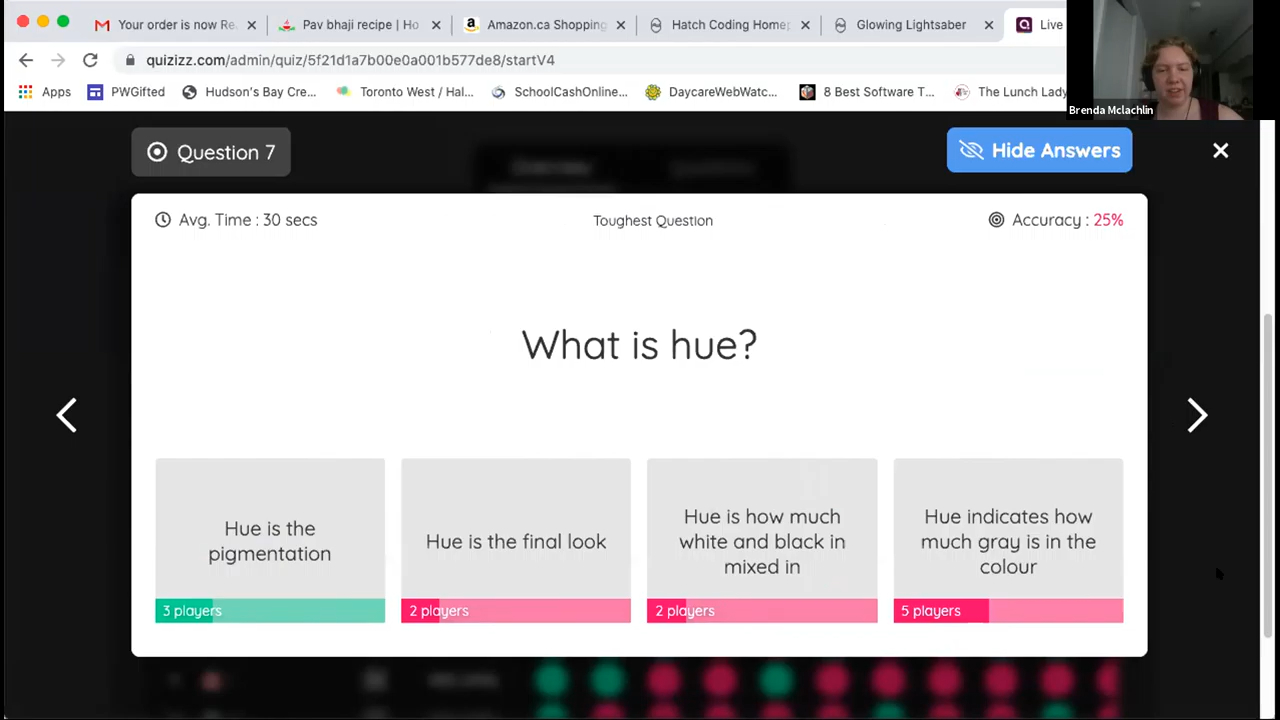 Your order is now Re
Pav bhaji recipe | Ho
Amazon.ca Shopping
Hatch Coding Home
Glowing Lightsaber
Live
quizizz.com/admin/quiz/5f21d1a7b00e0a001b577de8/startV4
Apps
PWGifted
Hudson's Bay Cre...
Toronto West / Hal...
SchoolCashOnline...
DaycareWebWatc...
8 Best Software T...
The Lunch Lady
Brenda Mclachlin
Question 7
Hide Answers
Avg. Time : 30 secs
Toughest Question
Accuracy : 25%
What is hue?
Hue is the
pigmentation
3 players
Hue is the final look
2 players
Hue is how much
white and black in
mixed in
2 players
Hue indicates how
much gray is in the
colour
5 players